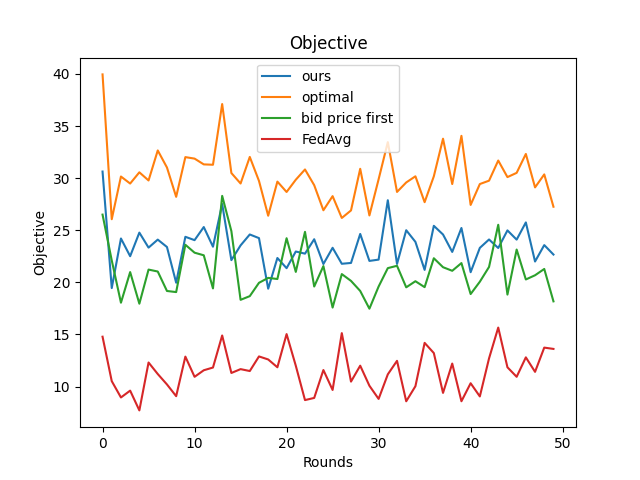 Objective
ours
optimal
bid price first
FedAvg
40
35
30
25
20
15
10
Objective
0 10 20 30 40 50
Rounds